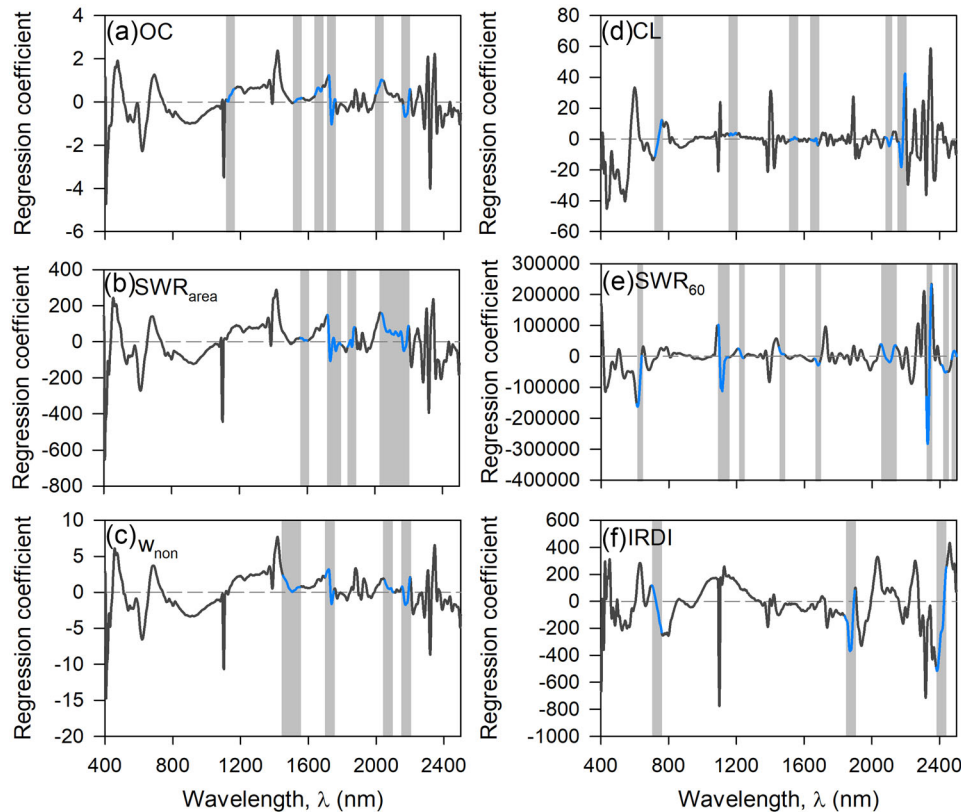 (a) OC
Regression coefficient
4
2
0
-2
-4
-6
(d) CL
Regression coefficient
80
60
40
20
0
-20
-40
-60
(b) SWRarea
Regression coefficient
400
200
0
-200
-400
-600
-800
(e) SWR60
Regression coefficient
300000
200000
100000
0
-100000
-200000
-300000
-400000
(c) Wnon
Regression coefficient
10
5
0
-5
-10
-15
-20
400 800 1200 1600 2000 2400
Wavelength, λ (nm)
(f) IRDI
Regression coefficient
600
400
200
0
-200
-400
-600
-800
-1000
400 800 1200 1600 2000 2400
Wavelength, λ (nm)